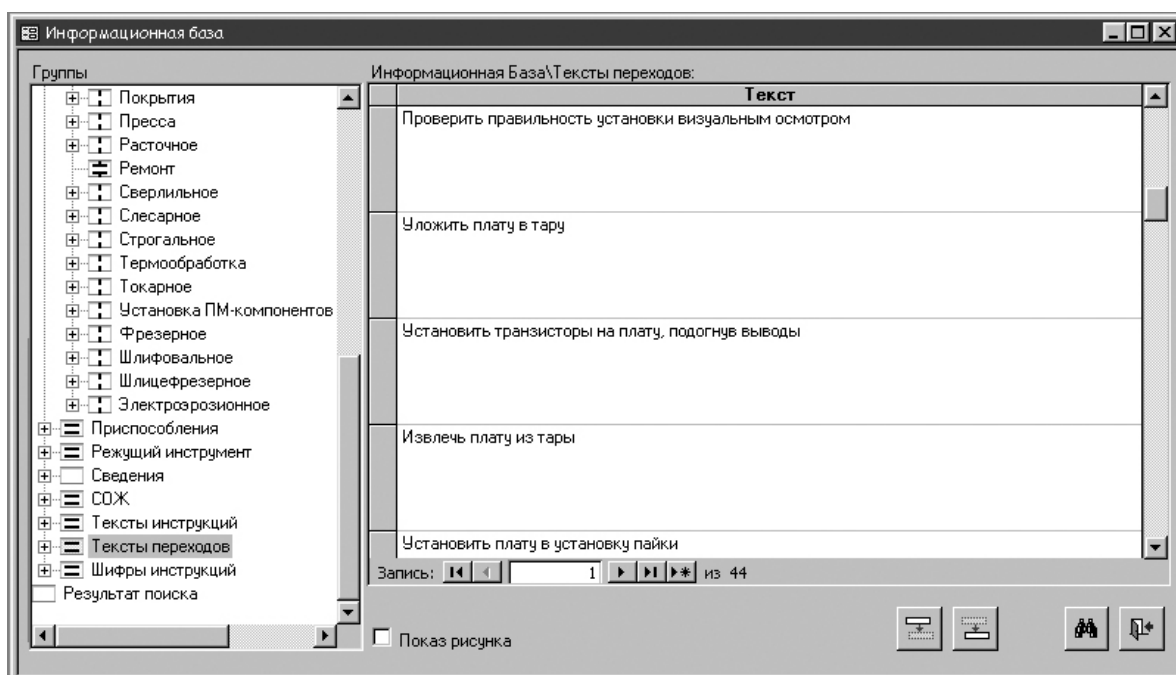 Информационная база
Группы
Покрытия
Пресса
Расточное
Ремонт
Сверлильное
Слесарное
Строгальное
Термообработка
Токарное
Установка ПМ-компонентов
Фрезерное
Шлифовальное
Шлицефрезерное
Электроэрозионное
Приспособления
Режущий инструмент
Сведения
СОЖ
Тексты инструкций
Тексты переходов
Шифры инструкций
Результат поиска
Информационная База\Тексты переходов:
Текст
Проверить правильность установки визуальным осмотром
Уложить плату в тару
Установить транзисторы на плату, подогнув выводы
Извлечь плату из тары
Установить плату в установку пайки
Запись: 1 из 44
Показ рисунка